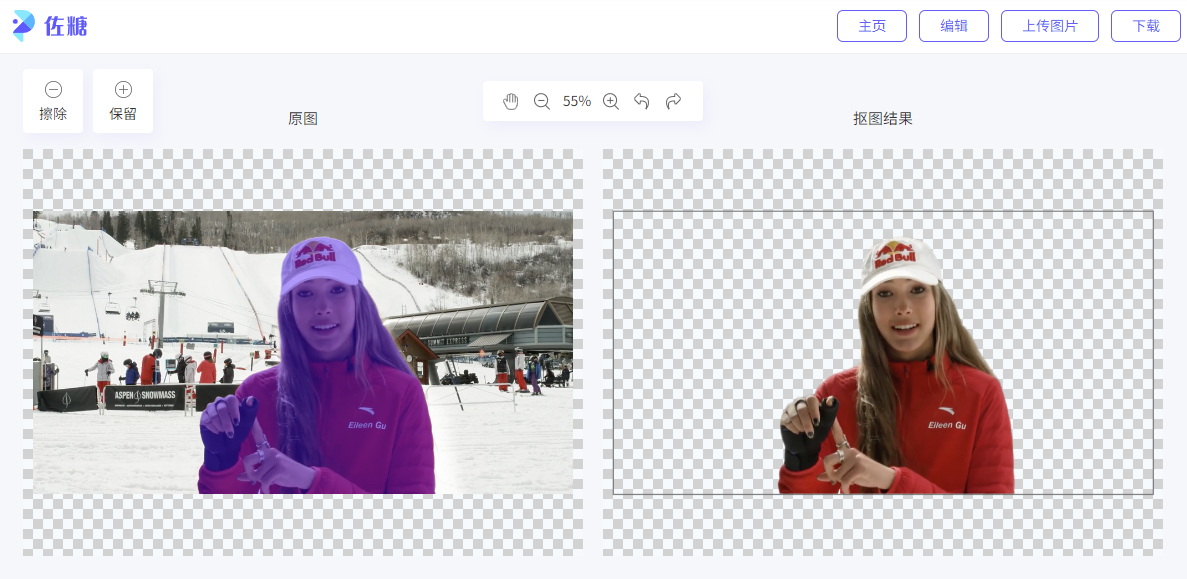 佐糖
主页
编辑
上传图片
下载
擦除
保留
原图
55%
抠图结果
Red Bull
SUMMIT EXPRESS
ASPEN SNOWMASS
Eileen Gu
Red Bull
Eileen Gu